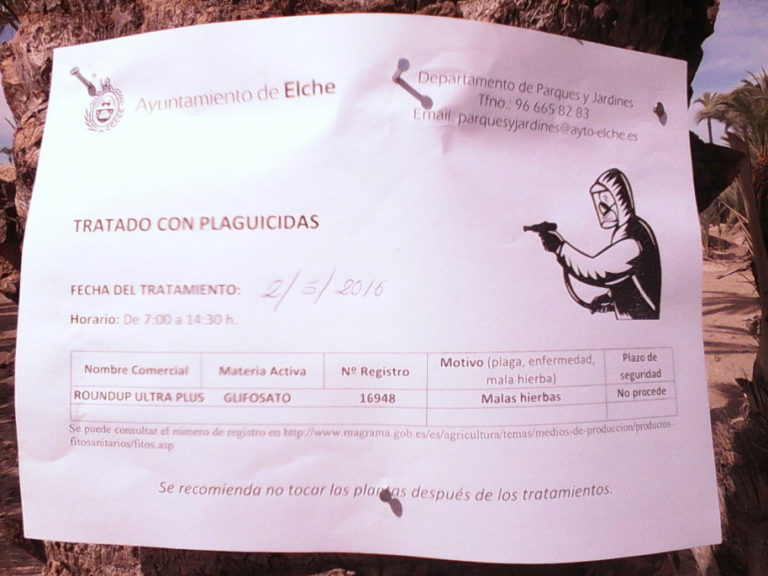 Ayuntamiento de Elche
Departamento de Parques y Jardines
Tfno.: 96 665 82 83
Email: parquesyjardines@ayto-elche.es
TRATADO CON PLAGUICIDAS
FECHA DEL TRATAMIENTO: 2/5/2016
Horario: De 7:00 a 14:30 h.
Nombre Comercial Materia Activa Nº Registro Motivo (plaga, enfermedad, mala hierba) Plazo de seguridad
ROUNDUP ULTRA PLUS GLIFOSATO 16948 Malas hierbas No procede
Se puede consultar el número de registro en http://www.magrama.gob.es/es/agricultura/temas/medios-de-produccion/productos-
fitosanitarios/fitos.asp
Se recomienda no tocar las plantas después de los tratamientos.